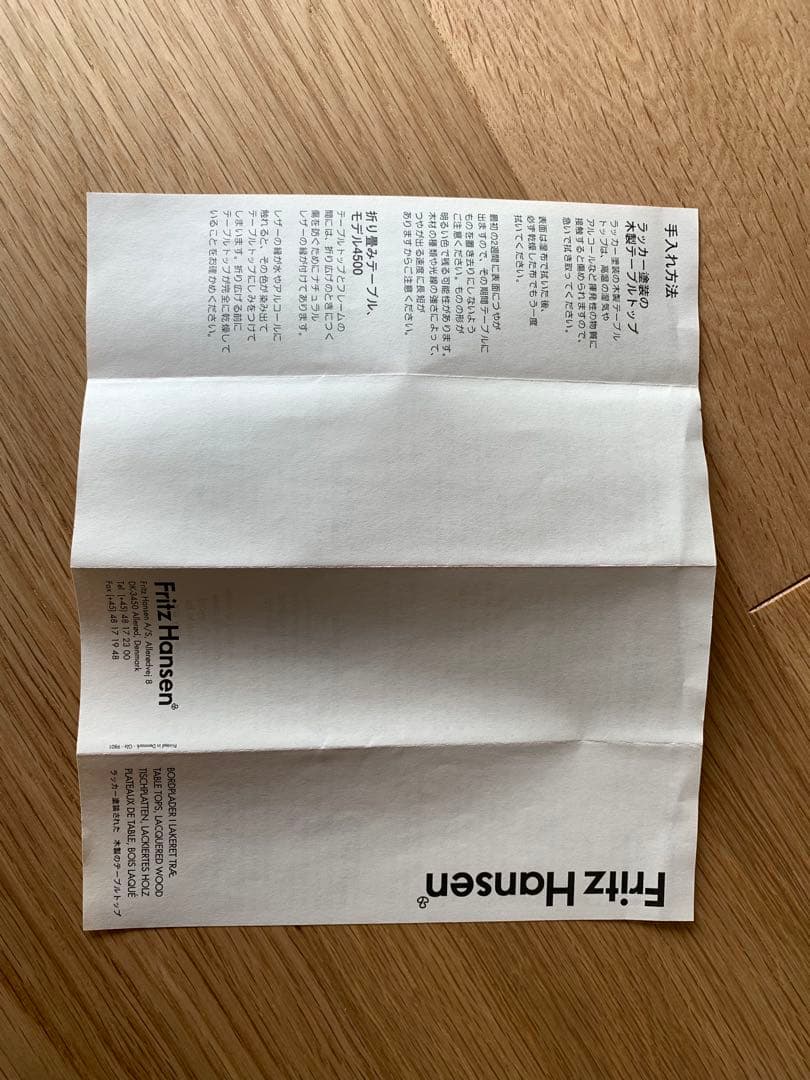 手入れ方法
ラッカー塗装の
木製テーブルトップ
ラッカー塗装の木製テーブル
トップは、高温の湿気や
アルコールなど揮発性の物質に
接触すると傷められますので、
急いで拭き取ってください。
表面は湿布で拭いた後、
必ず乾燥した布でもう一度
拭いてください。
最初の2週間に表面につやが
出ますので、その期間テーブルに
ものを置き去りにしないよう
ご注意ください。ものの形が
明るい色で残る可能性があります。
木材の種類や光線の強さによって、
つやが出る速度に長短が
ありますからご注意ください。
折り畳みテーブル、
モデル4500
テーブルトップとフレームの
間には、折り広げのときにつく
傷を防ぐためにナチュラル
レザーの縁が付けてあります。
レザーの縁が水やアルコールに
触れると、その色が染み出て
テーブルトップにしみをつけて
しまいます。折り広げる前に
テーブルトップが完全に乾燥して
いることをお確かめください。
Fritz Hansen®
Fritz Hansen A/S, Allerødvej 8
DK-3450 Allerød, Denmark
Tel (+45) 48 17 23 00
Fax (+45) 48 17 19 48
Printed in Denmark
BORDPLADER I LAKERET TRÆ
TABLE TOPS, LACQUERED WOOD
TISCHPLATTEN, LACKIERTES HOLZ
PLATEAUX DE TABLE, BOIS LAQUÉ
ラッカー塗装された 木製のテーブルトップ
Fritz Hansen®